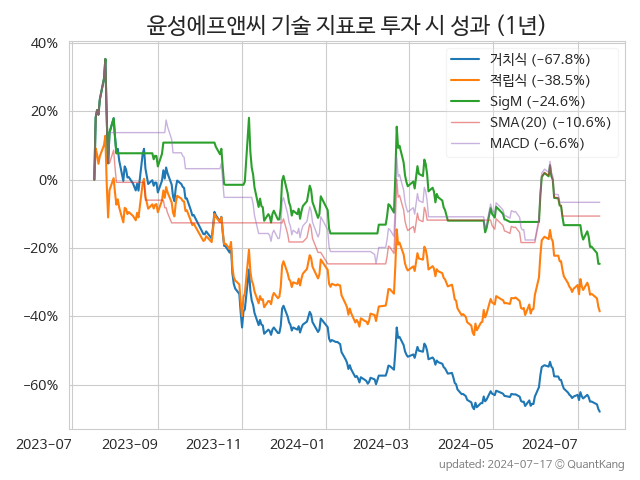 윤성에프앤씨 기술 지표로 투자 시 성과 (1년)
거치식 (−67.8%)
적립식 (−38.5%)
SigM (−24.6%)
SMA(20) (−10.6%)
MACD (−6.6%)
40%
20%
0%
−20%
−40%
−60%
2023-07 2023-09 2023-11 2024-01 2024-03 2024-05 2024-07
updated: 2024-07-17 © QuantKang